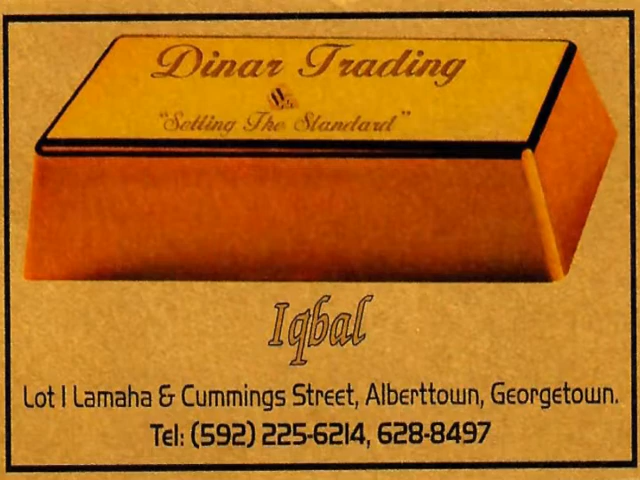 Dinar Trading
"Setting The Standard"
Iqbal
Lot 1 Lamaha & Cummings Street, Alberttown, Georgetown.
Tel: (592) 225-6214, 628-8497